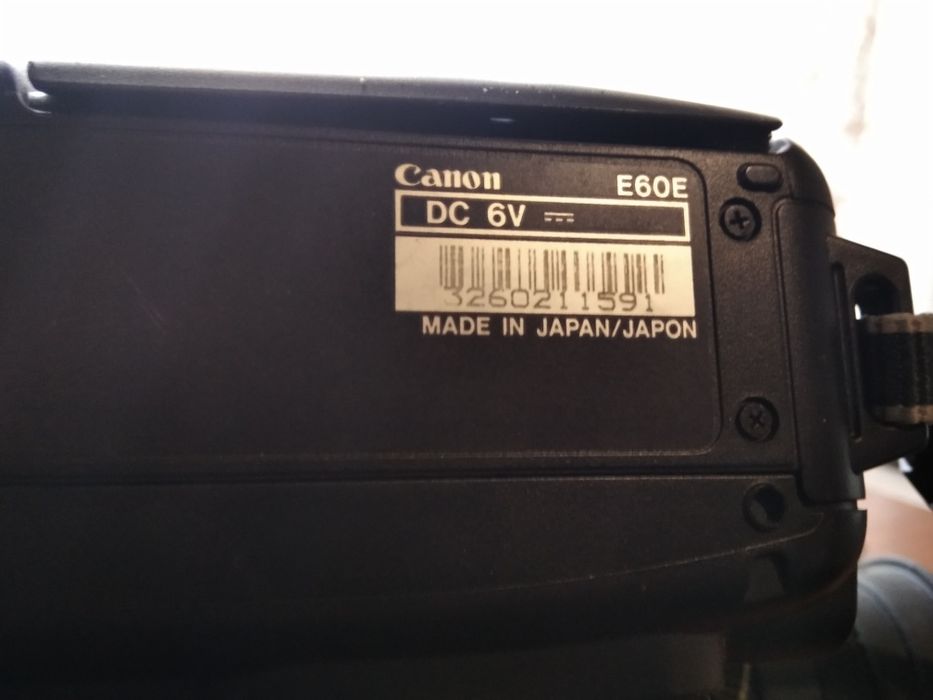 Canon E60E
DC 6V ⎓
3260211591
MADE IN JAPAN/JAPON